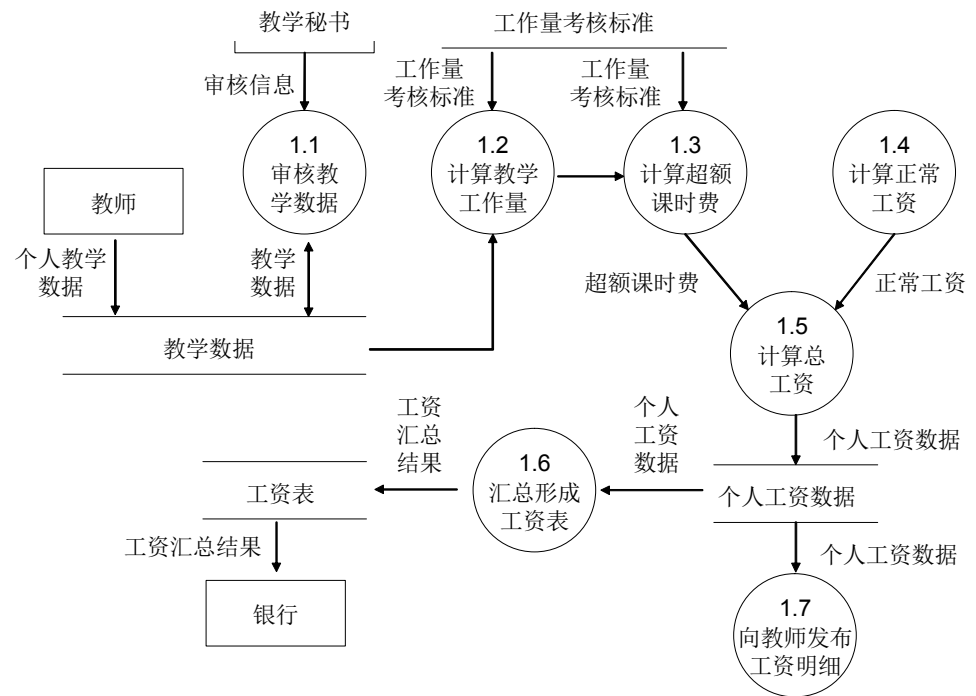 教学秘书
工作量考核标准
审核信息
工作量
考核标准
工作量
考核标准
1.1
审核教
学数据
1.2
计算教学
工作量
1.3
计算超额
课时费
1.4
计算正常
工资
教师
个人教学
数据
教学
数据
超额课时费
正常工资
教学数据
1.5
计算总
工资
工资
汇总
结果
个人
工资
数据
个人工资数据
工资表
1.6
汇总形成
工资表
个人工资数据
工资汇总结果
个人工资数据
银行
1.7
向教师发布
工资明细